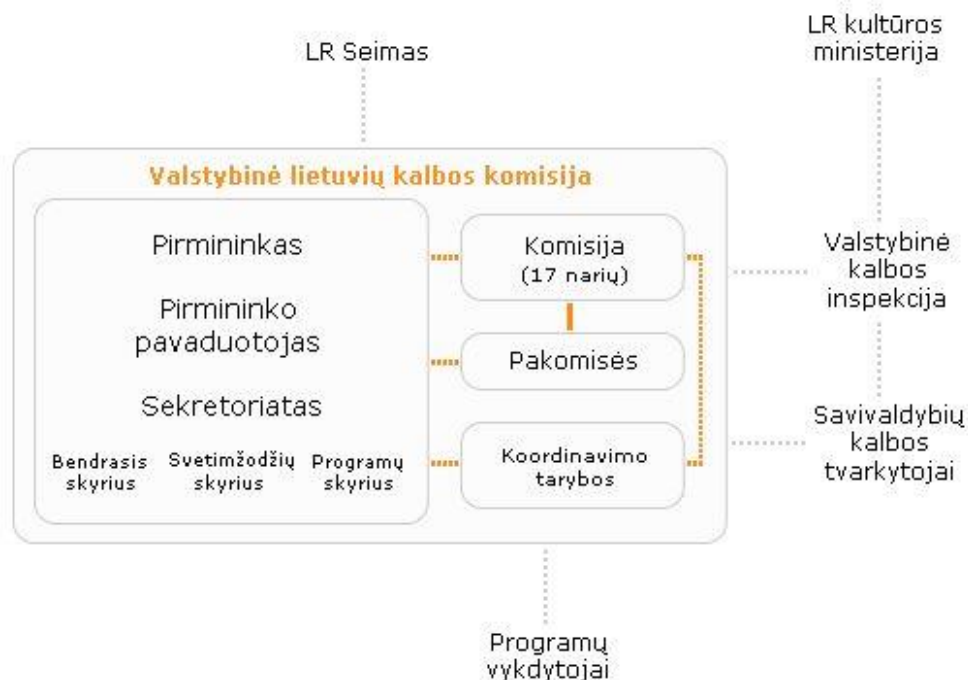 LR Seimas
LR kultūros
ministerija
Valstybinė lietuvių kalbos komisija
Pirmininkas
Pirmininko
pavaduotojas
Sekretoriatas
Bendrasis
skyrius
Svetimžodžių
skyrius
Programų
skyrius
Komisija
(17 narių)
Pakomisės
Koordinavimo
tarybos
Valstybinė
kalbos
inspekcija
Savivaldybių
kalbos
tvarkytojai
Programų
vykdytojai